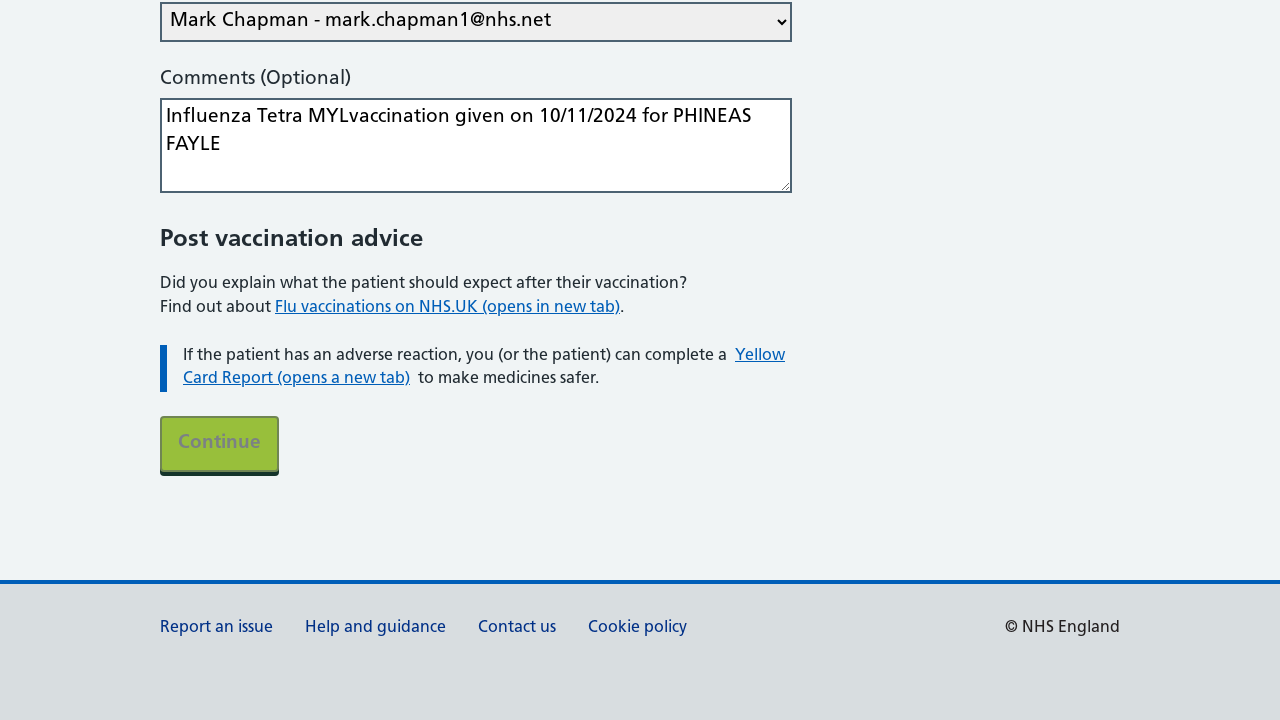 Mark Chapman - mark.chapman1@nhs.net
Comments (Optional)
Influenza Tetra MYLvaccination given on 10/11/2024 for PHINEAS
FAYLE
Post vaccination advice
Did you explain what the patient should expect after their vaccination?
Find out about Flu vaccinations on NHS.UK (opens in new tab).
If the patient has an adverse reaction, you (or the patient) can complete a Yellow
Card Report (opens a new tab) to make medicines safer.
Continue
Report an issue Help and guidance Contact us Cookie policy © NHS England